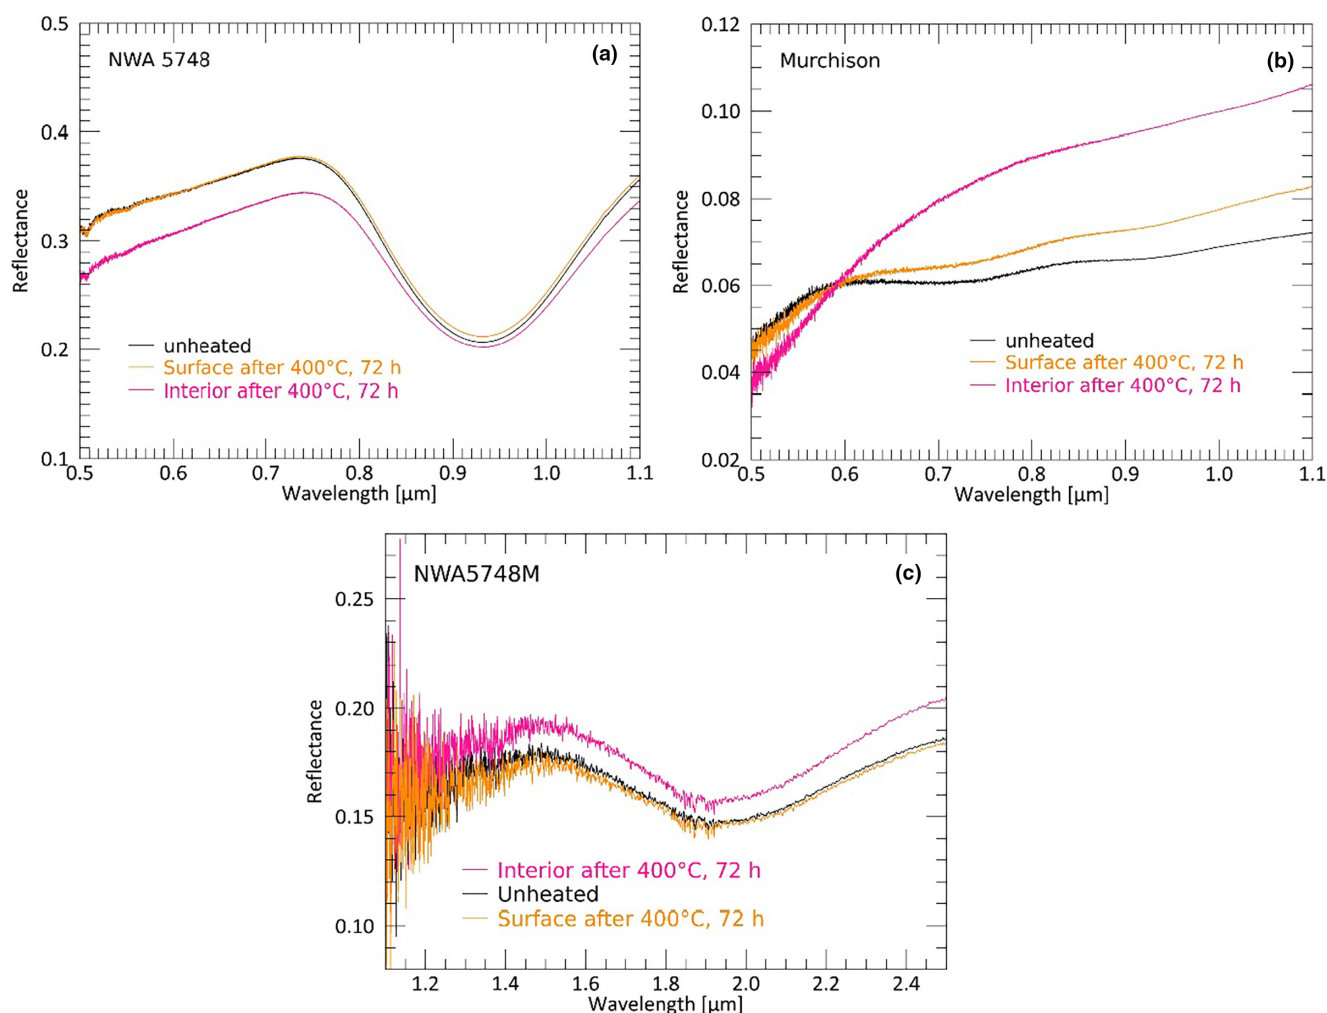 NWA 5748
(a)
0.5
0.4
0.3
0.2
0.1
Reflectance
unheated
Surface after 400°C, 72 h
Interior after 400°C, 72 h
0.5 0.6 0.7 0.8 0.9 1.0 1.1
Wavelength [µm]
Murchison
(b)
0.12
0.10
0.08
0.06
0.04
0.02
Reflectance
unheated
Surface after 400°C, 72 h
Interior after 400°C, 72 h
0.5 0.6 0.7 0.8 0.9 1.0 1.1
Wavelength [µm]
NWA5748M
(c)
0.25
0.20
0.15
0.10
Reflectance
Interior after 400°C, 72 h
Unheated
Surface after 400°C, 72 h
1.2 1.4 1.6 1.8 2.0 2.2 2.4
Wavelength [µm]